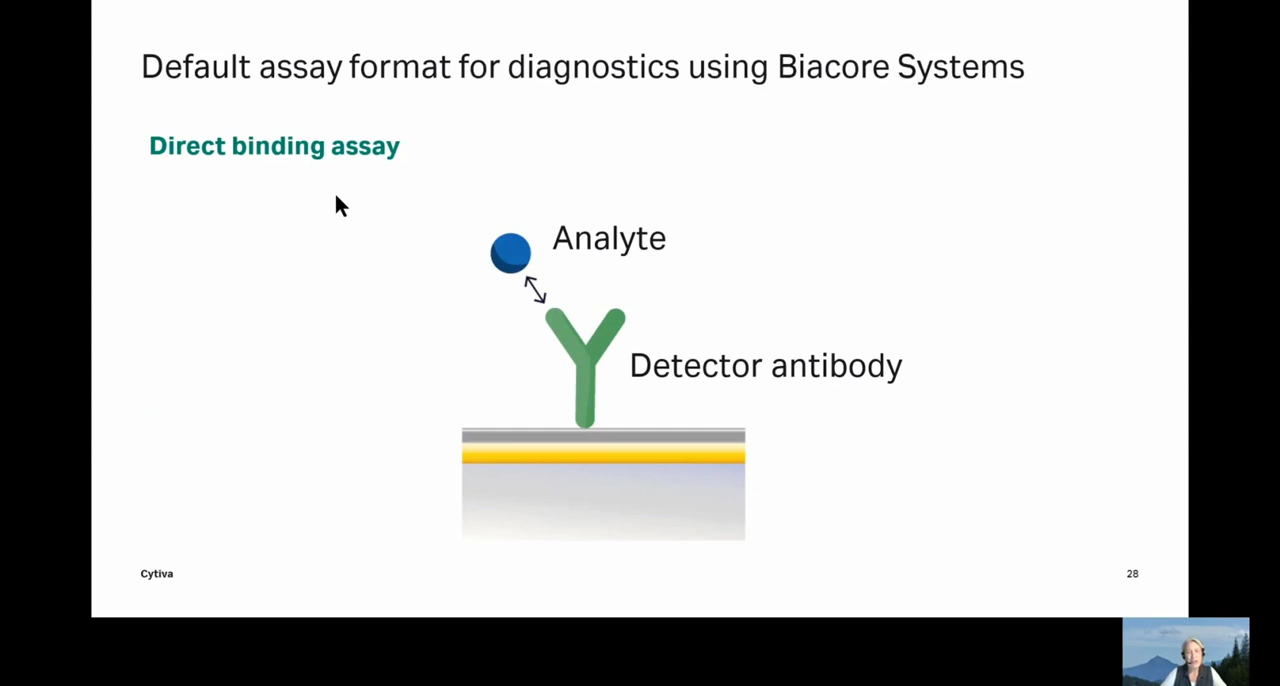 Default assay format for diagnostics using Biacore Systems
Direct binding assay
Analyte
Detector antibody
Cytiva
28